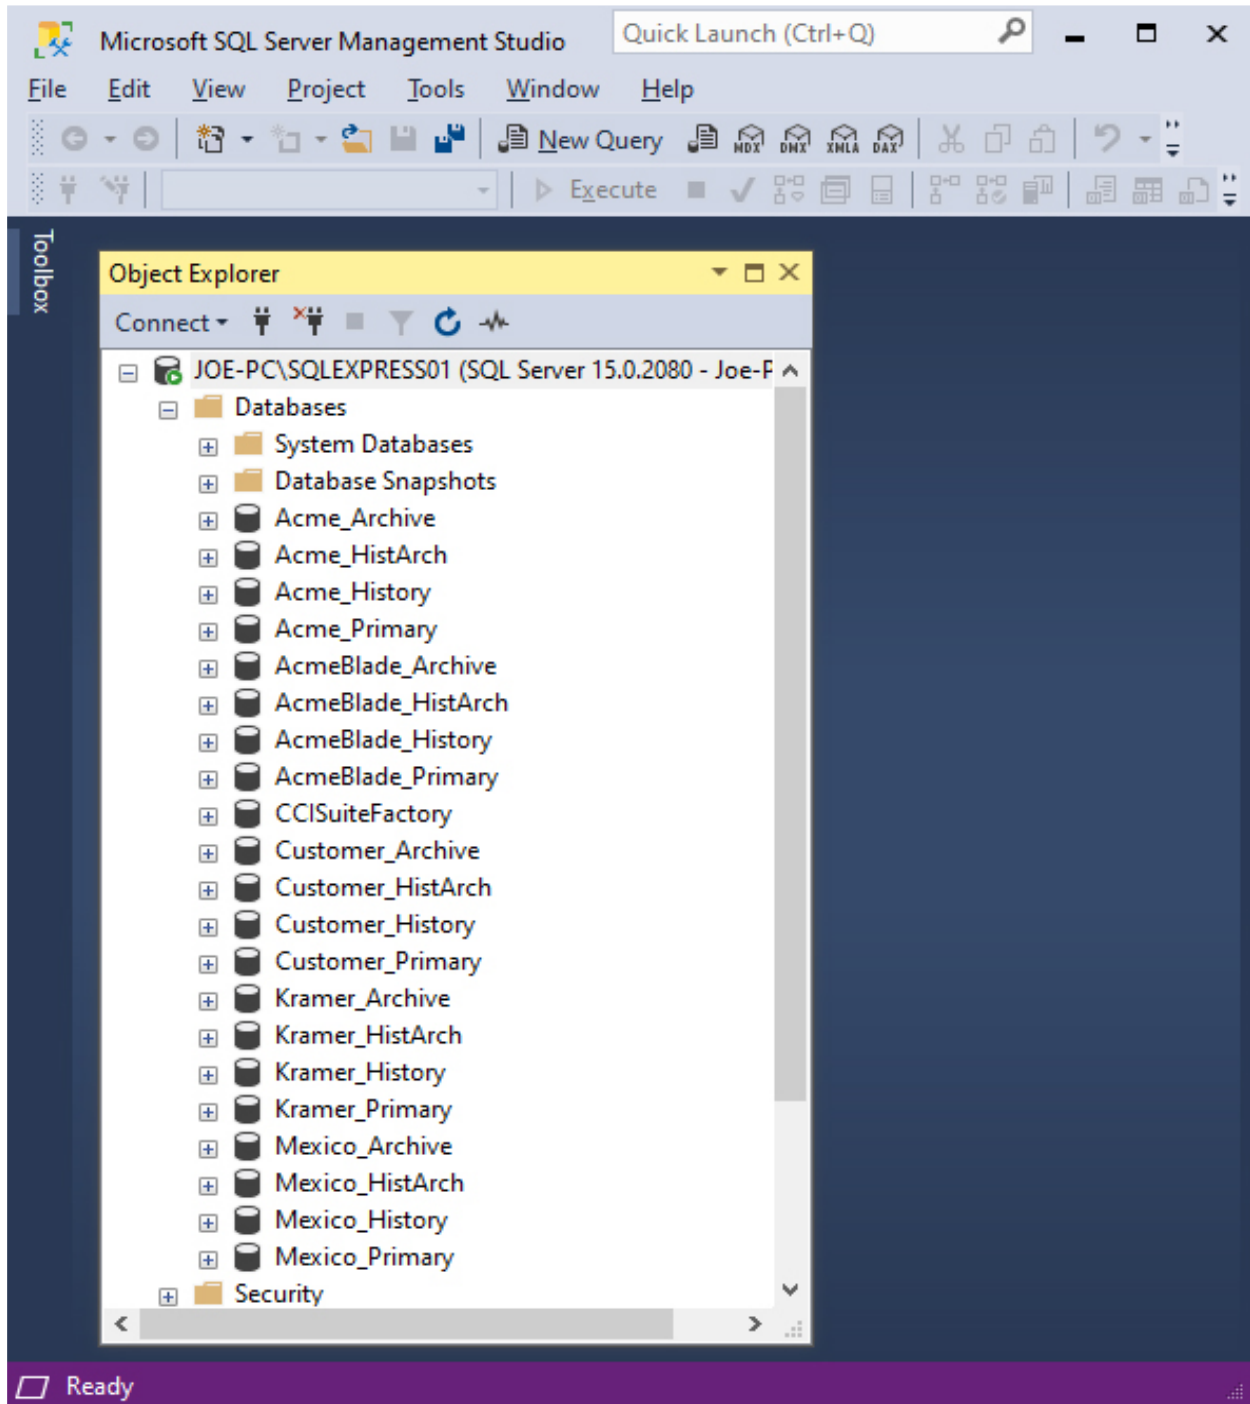 Microsoft SQL Server Management Studio
Quick Launch (Ctrl+Q)
File Edit View Project Tools Window Help
New Query MDX DMX XMLA DAX
Execute
Toolbox
Object Explorer
Connect
JOE-PC\SQLEXPRESS01 (SQL Server 15.0.2080 - Joe-P
Databases
System Databases
Database Snapshots
Acme_Archive
Acme_HistArch
Acme_History
Acme_Primary
AcmeBlade_Archive
AcmeBlade_HistArch
AcmeBlade_History
AcmeBlade_Primary
CCISuiteFactory
Customer_Archive
Customer_HistArch
Customer_History
Customer_Primary
Kramer_Archive
Kramer_HistArch
Kramer_History
Kramer_Primary
Mexico_Archive
Mexico_HistArch
Mexico_History
Mexico_Primary
Security
Ready